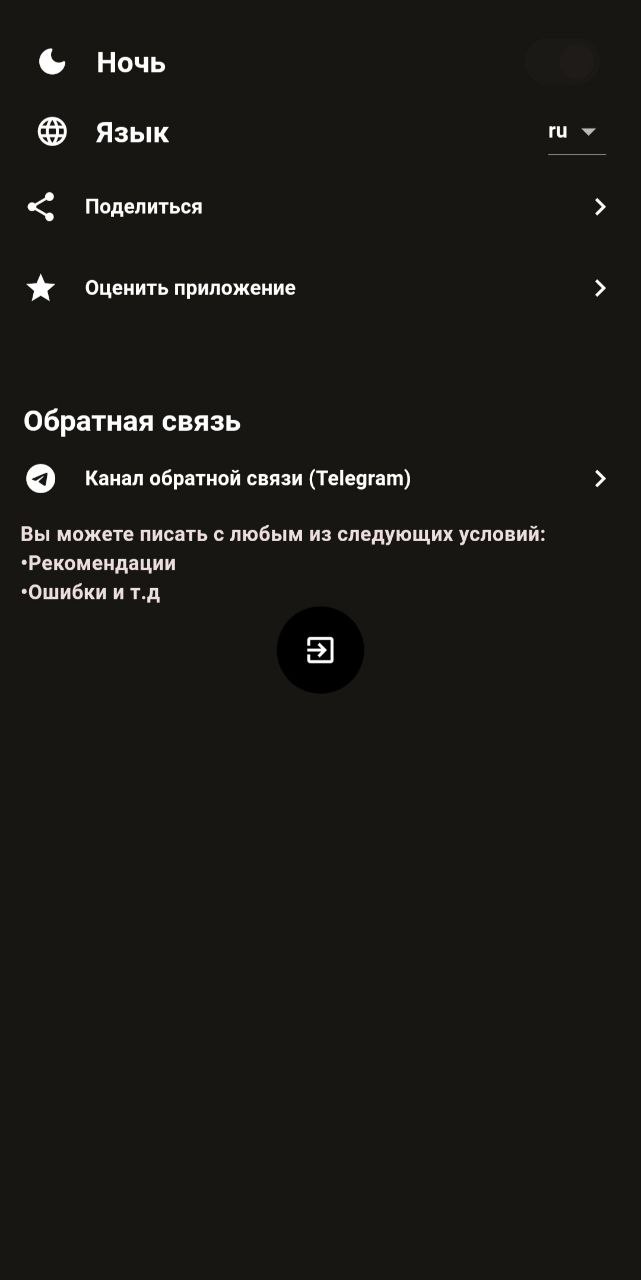 Ночь
Язык
ru
Поделиться
Оценить приложение
Обратная связь
Канал обратной связи (Telegram)
Вы можете писать с любым из следующих условий:
•Рекомендации
•Ошибки и т.д